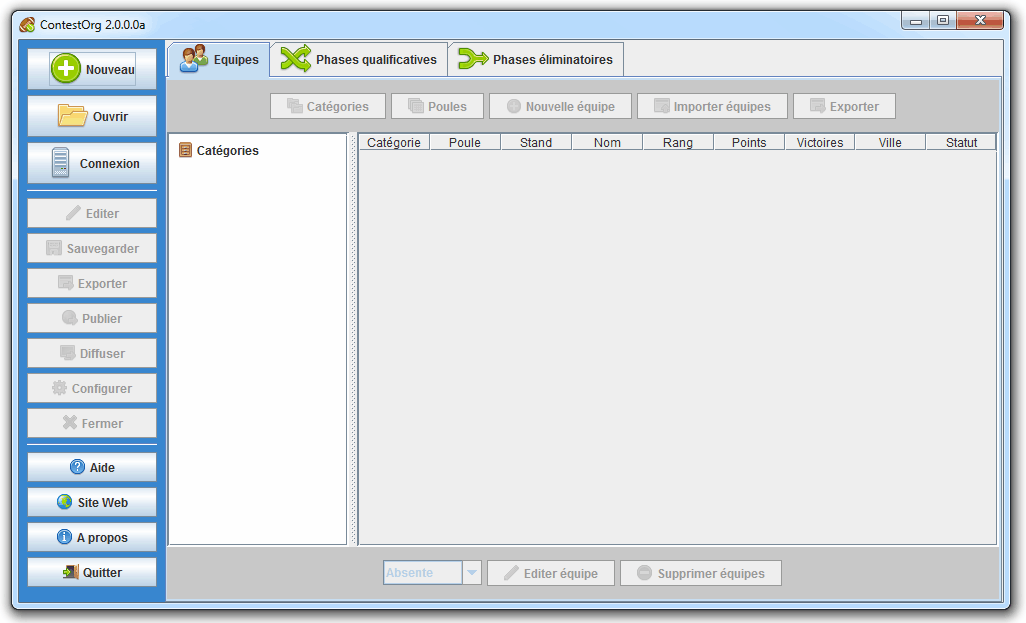 ContestOrg 2.0.0.0a
Nouveau
Ouvrir
Connexion
Editer
Sauvegarder
Exporter
Publier
Diffuser
Configurer
Fermer
Aide
Site Web
A propos
Quitter
Equipes Phases qualificatives Phases éliminatoires
Catégories Poules Nouvelle équipe Importer équipes Exporter
Catégories
Catégorie Poule Stand Nom Rang Points Victoires Ville Statut
Absente Editer équipe Supprimer équipes